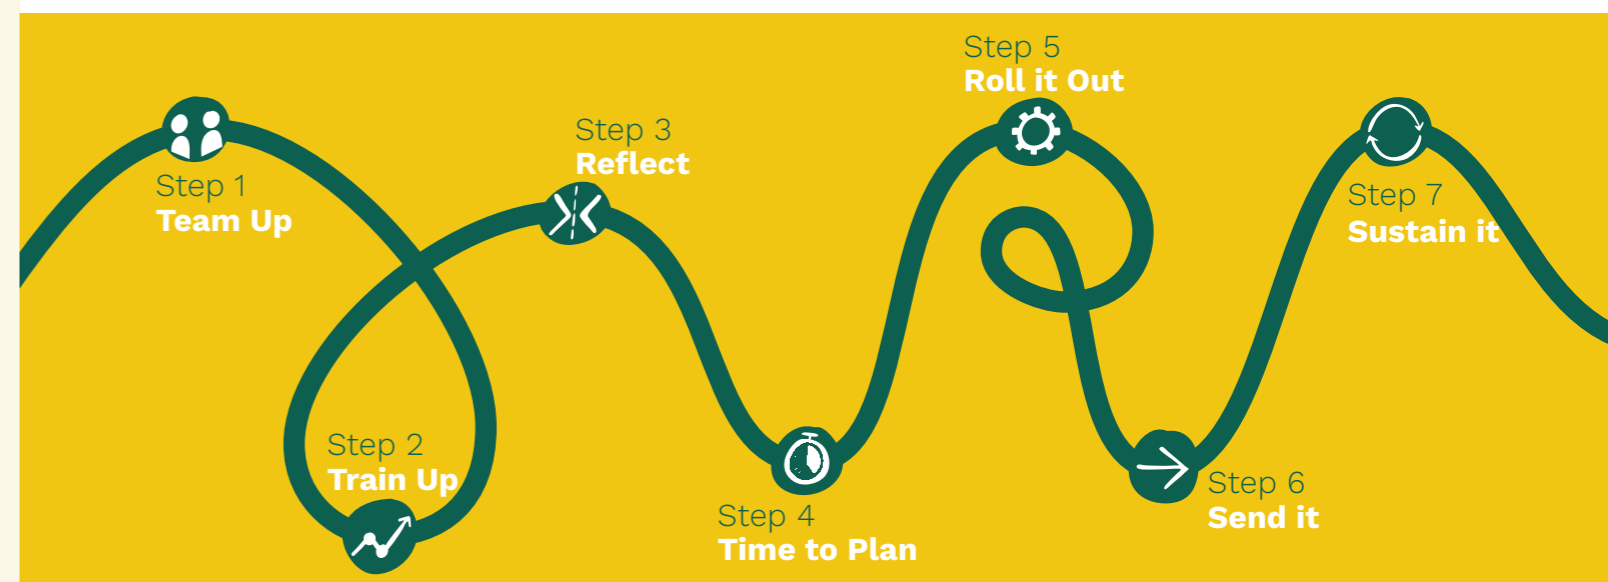 Step 1
Team Up
Step 2
Train Up
Step 3
Reflect
Step 4
Time to Plan
Step 5
Roll it Out
Step 6
Send it
Step 7
Sustain it